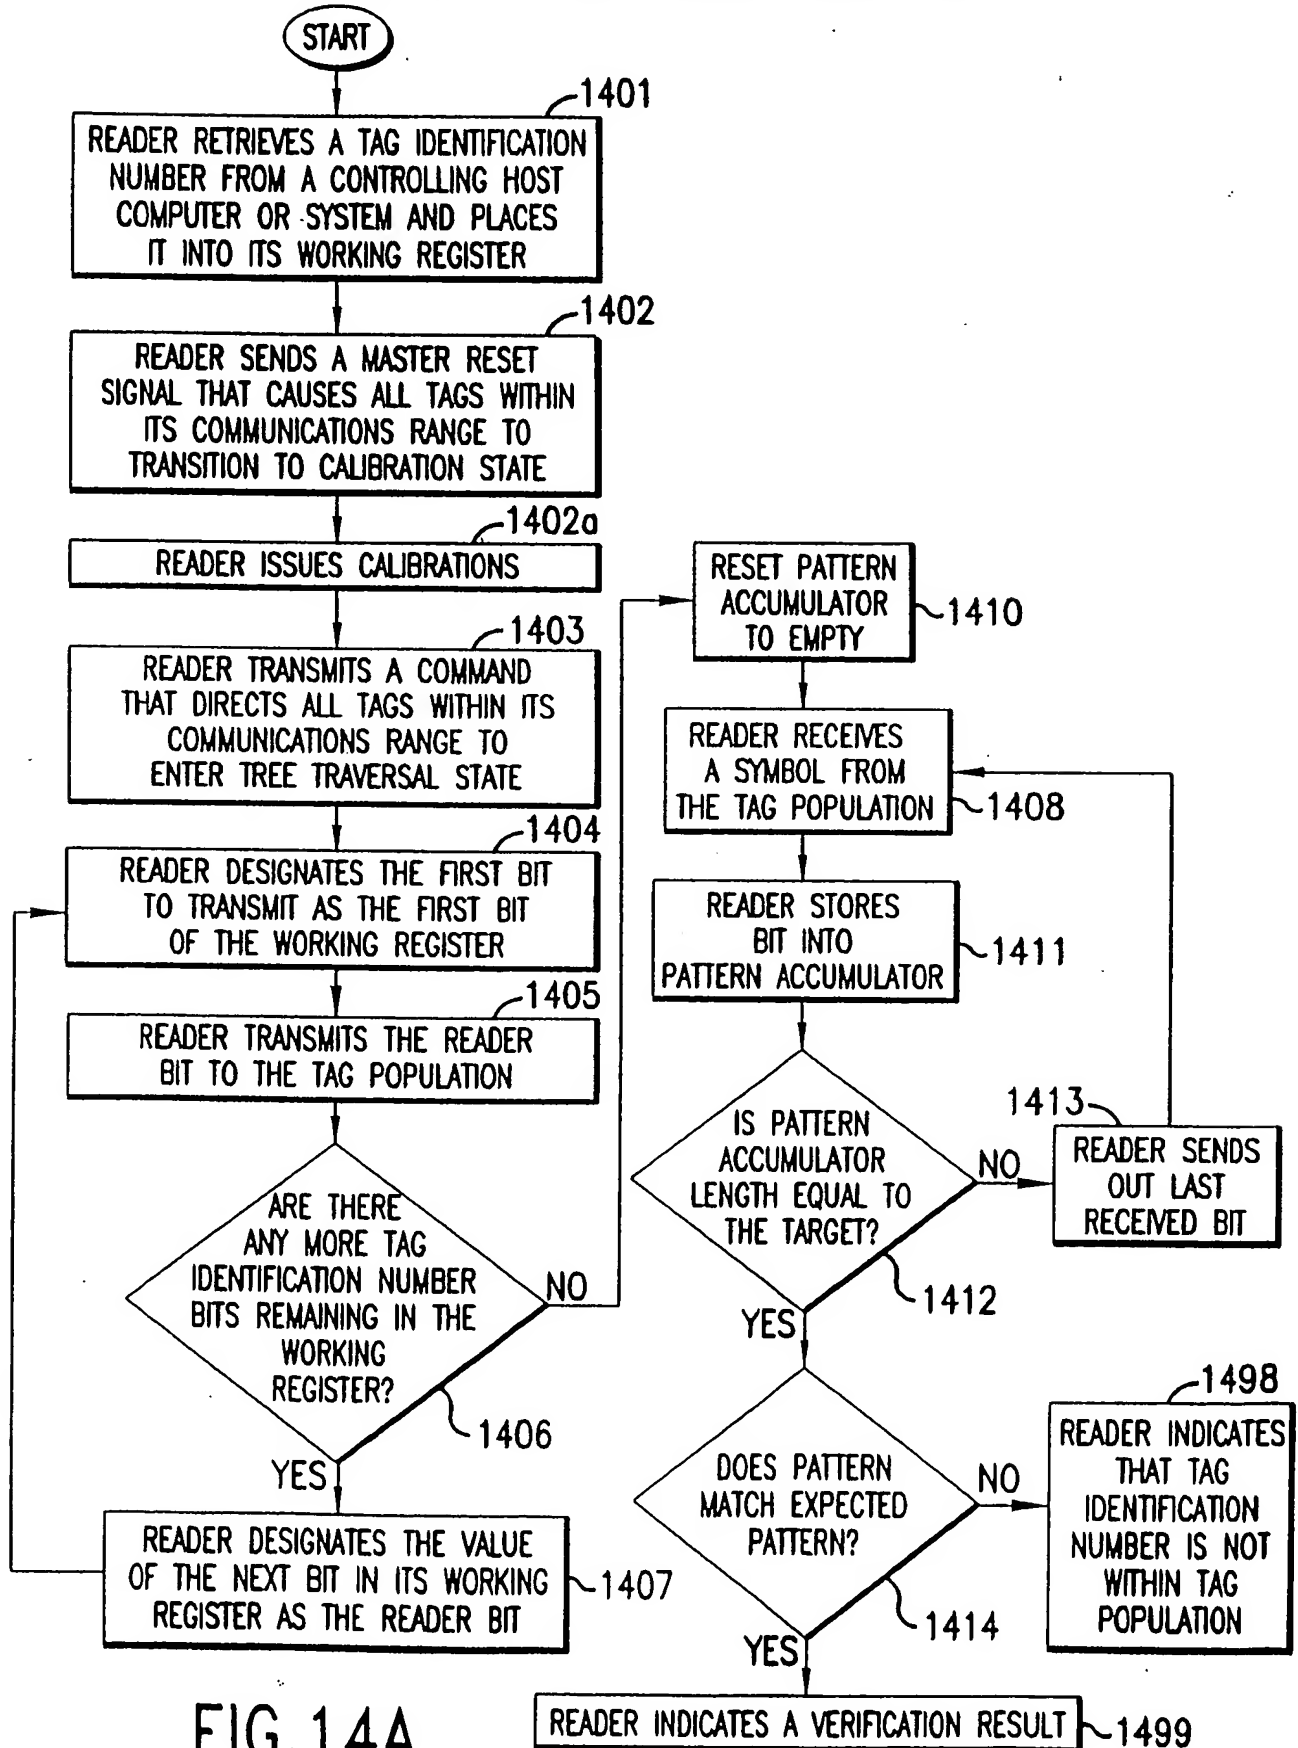 START
1401
READER RETRIEVES A TAG IDENTIFICATION
NUMBER FROM A CONTROLLING HOST
COMPUTER OR SYSTEM AND PLACES
IT INTO ITS WORKING REGISTER
1402
READER SENDS A MASTER RESET
SIGNAL THAT CAUSES ALL TAGS WITHIN
ITS COMMUNICATIONS RANGE TO
TRANSITION TO CALIBRATION STATE
1402a
READER ISSUES CALIBRATIONS
1403
READER TRANSMITS A COMMAND
THAT DIRECTS ALL TAGS WITHIN ITS
COMMUNICATIONS RANGE TO
ENTER TREE TRAVERSAL STATE
1404
READER DESIGNATES THE FIRST BIT
TO TRANSMIT AS THE FIRST BIT
OF THE WORKING REGISTER
1405
READER TRANSMITS THE READER
BIT TO THE TAG POPULATION
ARE THERE
ANY MORE TAG
IDENTIFICATION NUMBER
BITS REMAINING IN THE
WORKING
REGISTER?
NO
1406
YES
READER DESIGNATES THE VALUE
OF THE NEXT BIT IN ITS WORKING
REGISTER AS THE READER BIT
1407
RESET PATTERN
ACCUMULATOR
TO EMPTY
1410
READER RECEIVES
A SYMBOL FROM
THE TAG POPULATION
1408
READER STORES
BIT INTO
PATTERN ACCUMULATOR
1411
IS PATTERN
ACCUMULATOR
LENGTH EQUAL TO
THE TARGET?
NO
1413
READER SENDS
OUT LAST
RECEIVED BIT
1412
YES
DOES PATTERN
MATCH EXPECTED
PATTERN?
NO
1498
READER INDICATES
THAT TAG
IDENTIFICATION
NUMBER IS NOT
WITHIN TAG
POPULATION
1414
YES
READER INDICATES A VERIFICATION RESULT
1499
FIG.14A